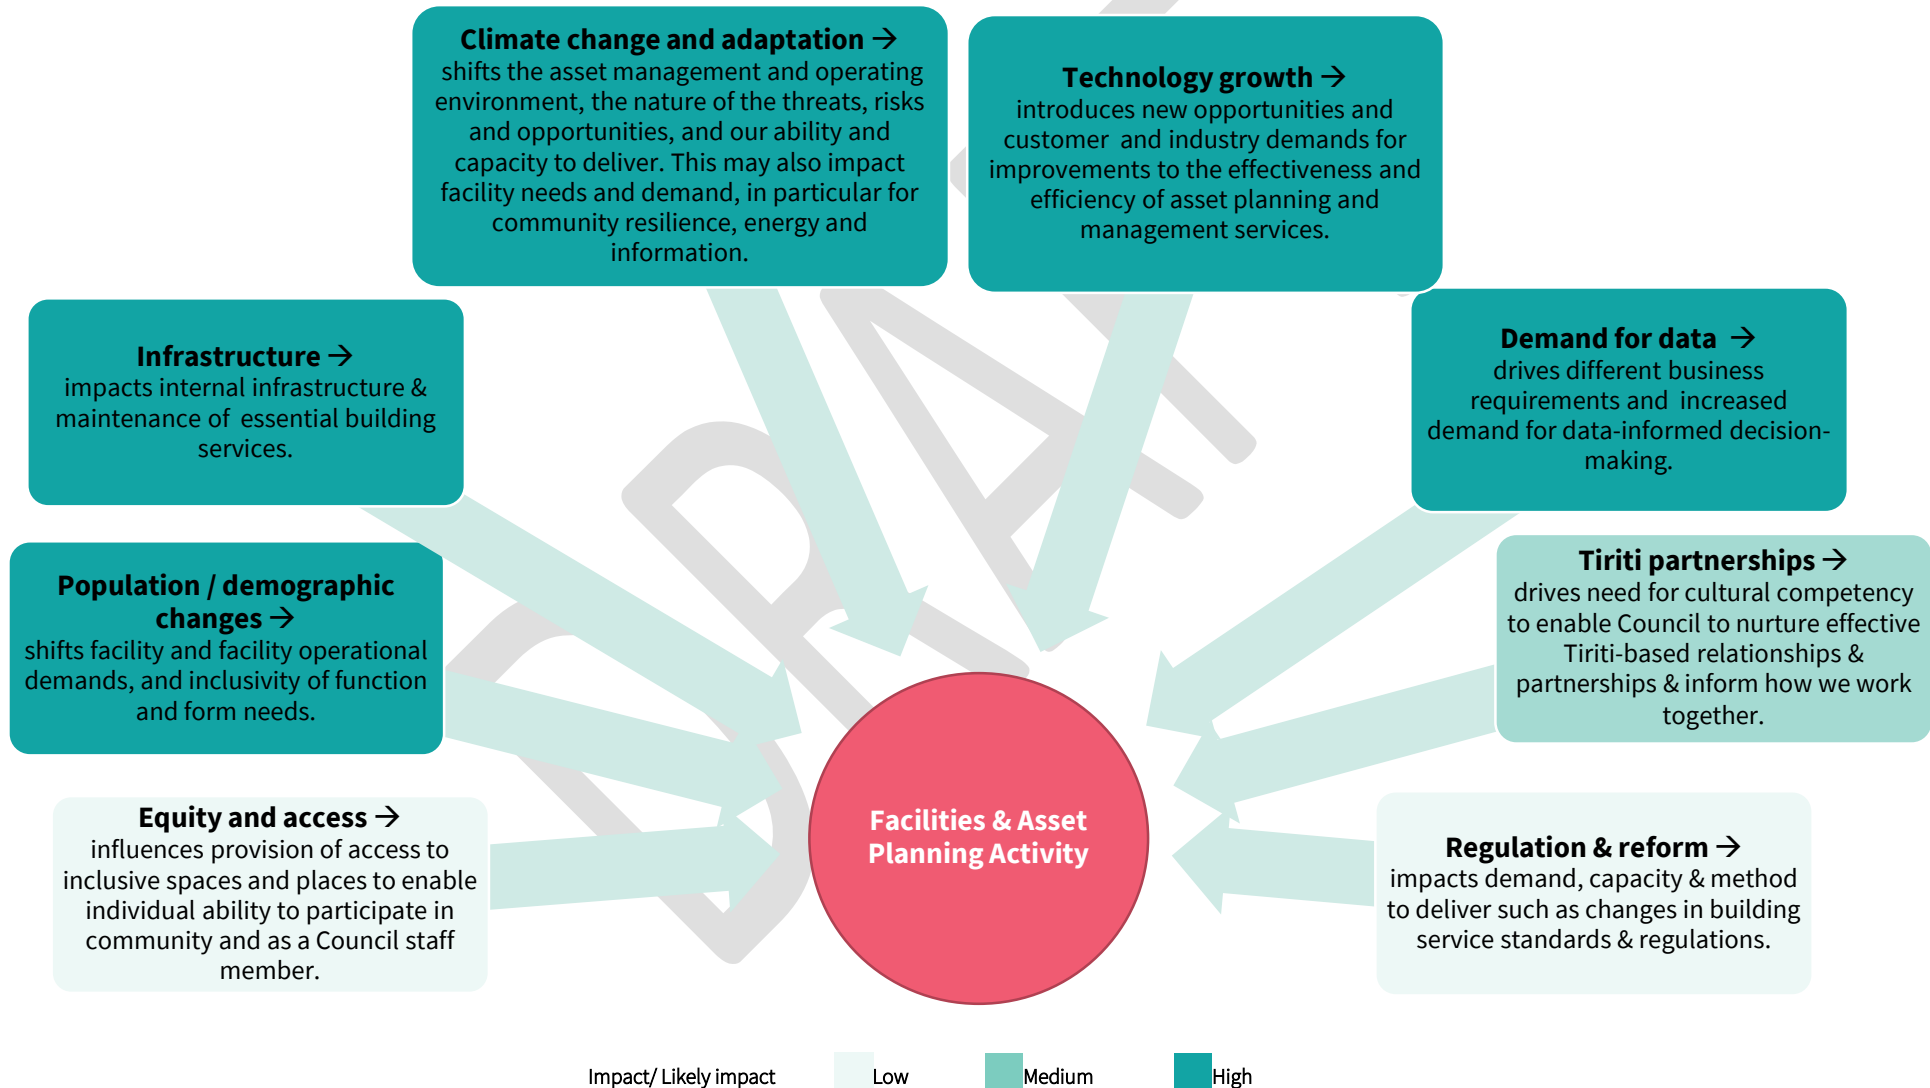 Climate change and adaptation →
shifts the asset management and operating
environment, the nature of the threats, risks
and opportunities, and our ability and
capacity to deliver. This may also impact
facility needs and demand, in particular for
community resilience, energy and
information.
Technology growth →
introduces new opportunities and
customer  and industry demands for
improvements to the effectiveness and
efficiency of asset planning and
management services.
Infrastructure →
impacts internal infrastructure &
maintenance of  essential building
services.
Demand for data  →
drives different business
requirements and  increased
demand for data-informed decision-
making.
Population / demographic
changes →
shifts facility and facility operational
demands, and inclusivity of function
and form needs.
Tiriti partnerships →
drives need for cultural competency
to enable Council to nurture effective
Tiriti-based relationships &
partnerships & inform how we work
together.
Equity and access →
influences provision of access to
inclusive spaces and places to enable
individual ability to participate in
community and as a Council staff
member.
Facilities & Asset
Planning Activity
Regulation & reform →
impacts demand, capacity & method
to deliver such as changes in building
service standards & regulations.
Impact/ Likely impact Low Medium High
DRAFT